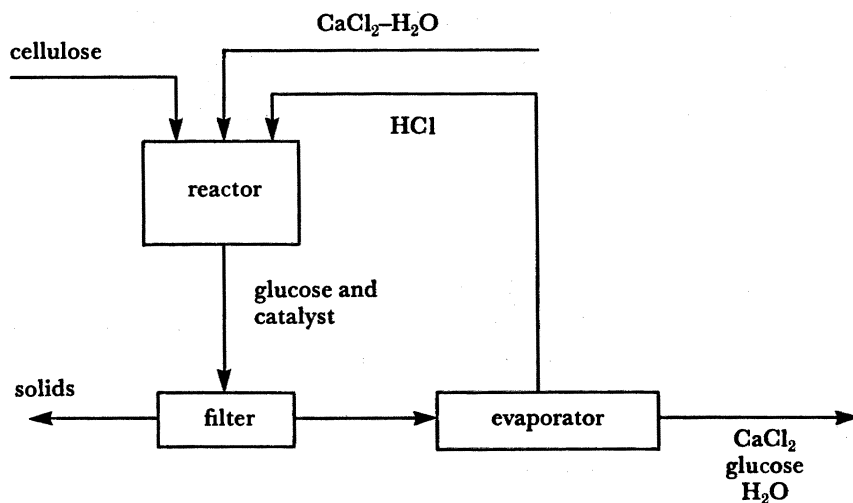 CaCl₂–H₂O
cellulose
HCl
reactor
glucose and
catalyst
solids
filter
evaporator
CaCl₂
glucose
H₂O